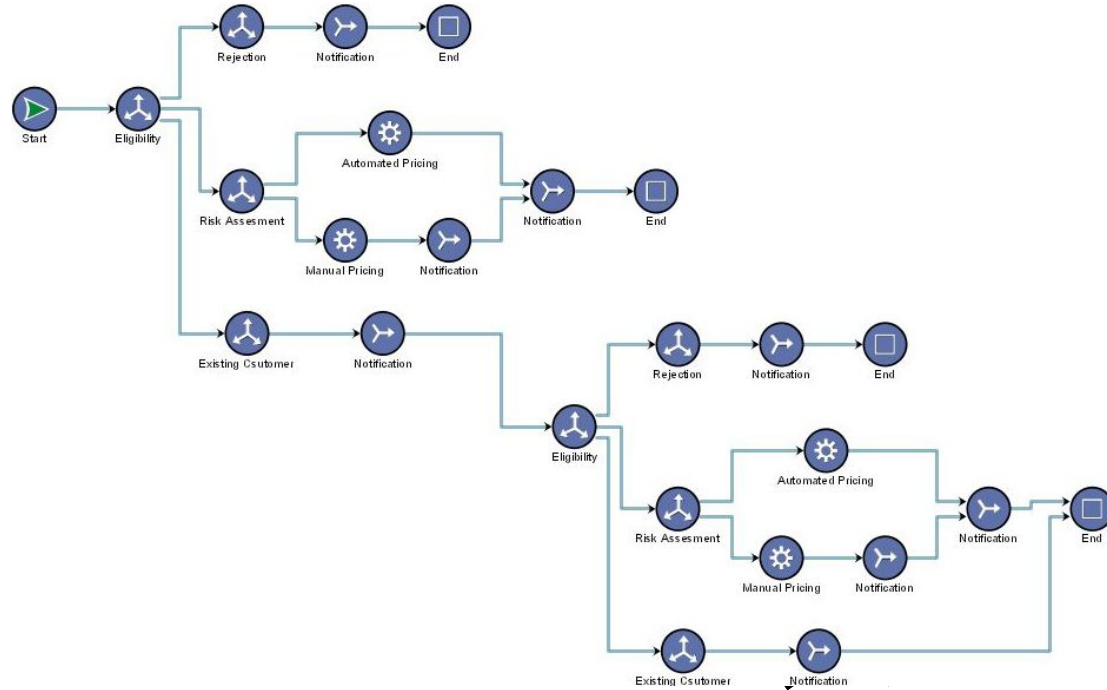 Rejection
Notification
End
Start
Eligibility
Automated Pricing
Risk Assesment
Notification
End
Manual Pricing
Notification
Existing Csutomer
Notification
Rejection
Notification
End
Eligibility
Automated Pricing
Risk Assesment
Notification
End
Manual Pricing
Notification
Existing Csutomer
Notification